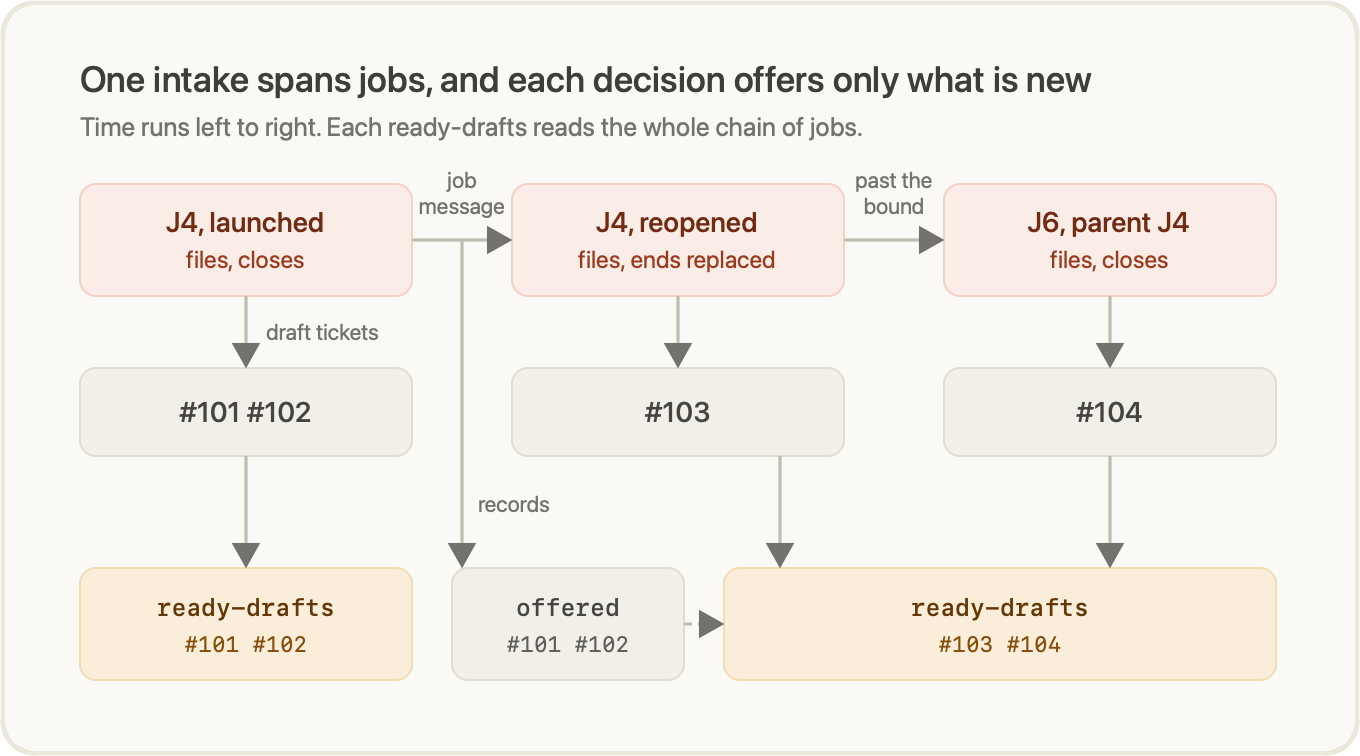 One intake spans jobs, and each decision offers only what is new
Time runs left to right. Each ready-drafts reads the whole chain of jobs.
J4, launched
files, closes
job
message
J4, reopened
files, ends replaced
past the
bound
J6, parent J4
files, closes
draft tickets
#101 #102
#103
#104
records
ready-drafts
#101 #102
offered
#101 #102
ready-drafts
#103 #104